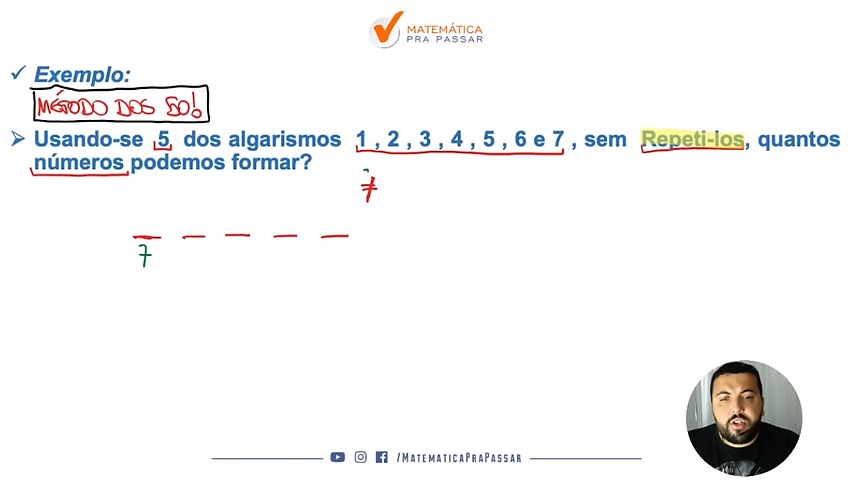 MATEMÁTICA
PRA PASSAR
✓ Exemplo:
MÉTODO DOS 50!
➢ Usando-se 5 dos algarismos 1 , 2 , 3 , 4 , 5 , 6 e 7 , sem Repeti-los, quantos
números podemos formar?
7
7
/MATEMATICAPRAPASSAR